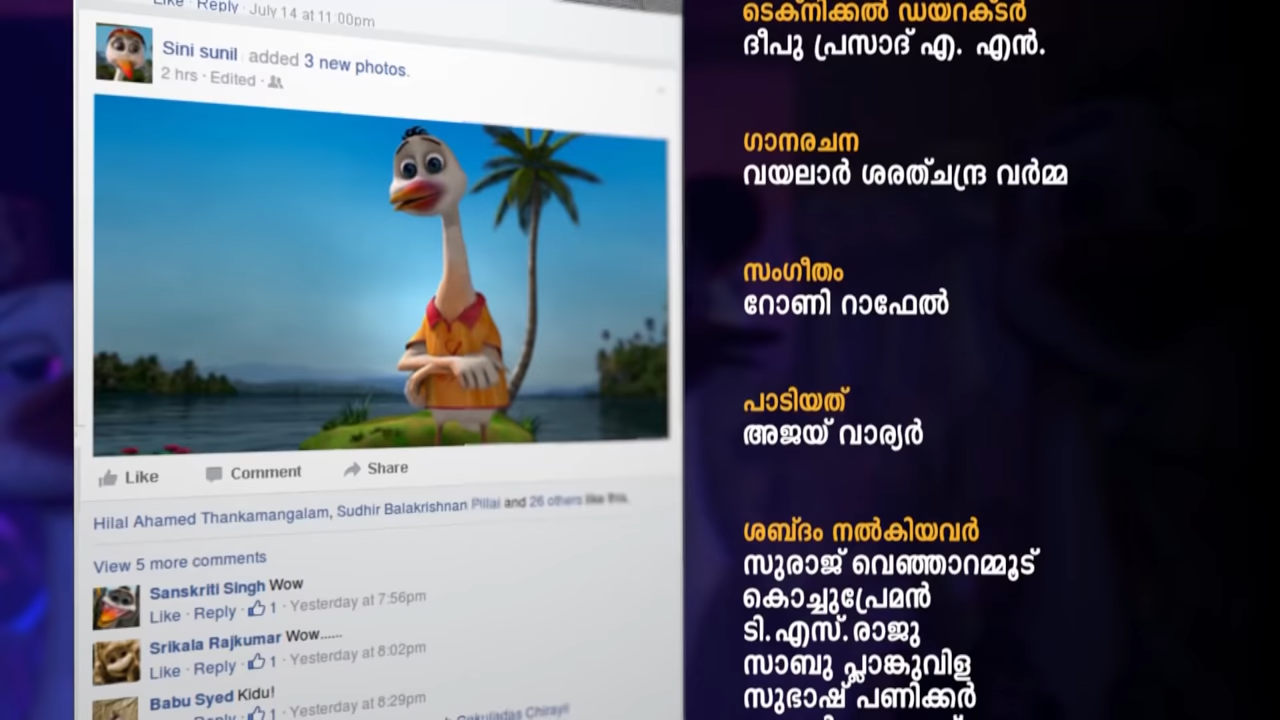 Like · Reply · July 14 at 11:00pm
Sini sunil added 3 new photos.
2 hrs · Edited ·
Like Comment Share
Hilal Ahamed Thankamangalam, Sudhir Balakrishnan Pillai and 26 others like this.
View 5 more comments
Sanskriti Singh Wow
Like · Reply · 1 · Yesterday at 7:56pm
Srikala Rajkumar Wow......
Like · Reply · 1 · Yesterday at 8:02pm
Babu Syed Kidu!
Reply · 1 · Yesterday at 8:29pm
ടെക്നിക്കൽ ഡയറക്ടർ
ദീപു പ്രസാദ് എ. എൻ.
ഗാനരചന
വയലാർ ശരത്ചന്ദ്ര വർമ്മ
സംഗീതം
റോണി റാഫേൽ
പാടിയത്
അജയ് വാര്യർ
ശബ്ദം നൽകിയവർ
സുരാജ് വെഞ്ഞാറമ്മൂട്
കൊച്ചുപ്രേമൻ
ടി.എസ്.രാജു
സാബു പ്ലാങ്കുവിള
സുഭാഷ് പണിക്കർ